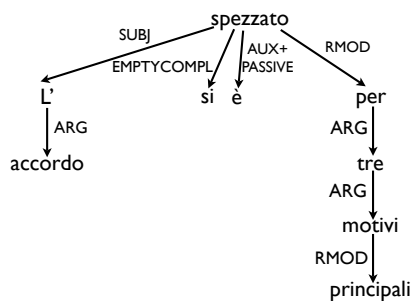 spezzato
SUBJ
AUX+
RMOD
EMPTYCOMPL
PASSIVE
L'
si
è
per
ARG
ARG
accordo
tre
ARG
motivi
RMOD
principali